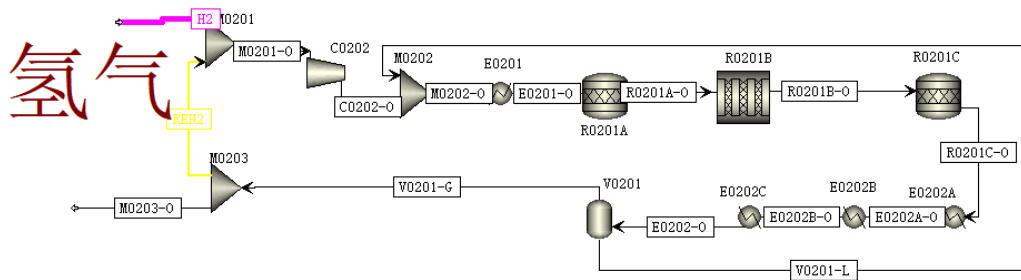 H2
M0201
氢气
M0201-O
C0202
M0202
E0201
R0201B
R0201C
C0202-O
M0202-O
E0201-O
R0201A-O
R0201B-O
R0201A
REH2
R0201C-O
M0203
V0201-G
V0201
E0202C
E0202B
E0202A
M0203-O
E0202-O
E0202B-O
E0202A-O
V0201-L